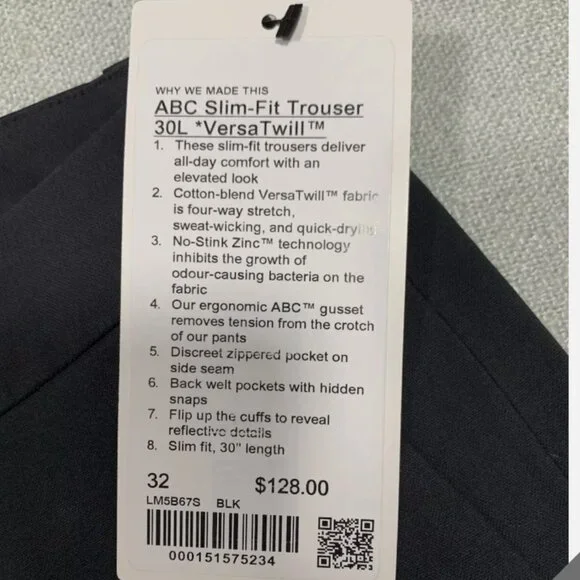 WHY WE MADE THIS
ABC Slim-Fit Trouser
30L *VersaTwill™
1. These slim-fit trousers deliver
all-day comfort with an
elevated look
2. Cotton-blend VersaTwill™ fabric
is four-way stretch,
sweat-wicking, and quick-drying
3. No-Stink Zinc™ technology
inhibits the growth of
odour-causing bacteria on the
fabric
4. Our ergonomic ABC™ gusset
removes tension from the crotch
of our pants
5. Discreet zippered pocket on
side seam
6. Back welt pockets with hidden
snaps
7. Flip up the cuffs to reveal
reflective details
8. Slim fit, 30" length
32 $128.00
LM5B67S BLK
000151575234